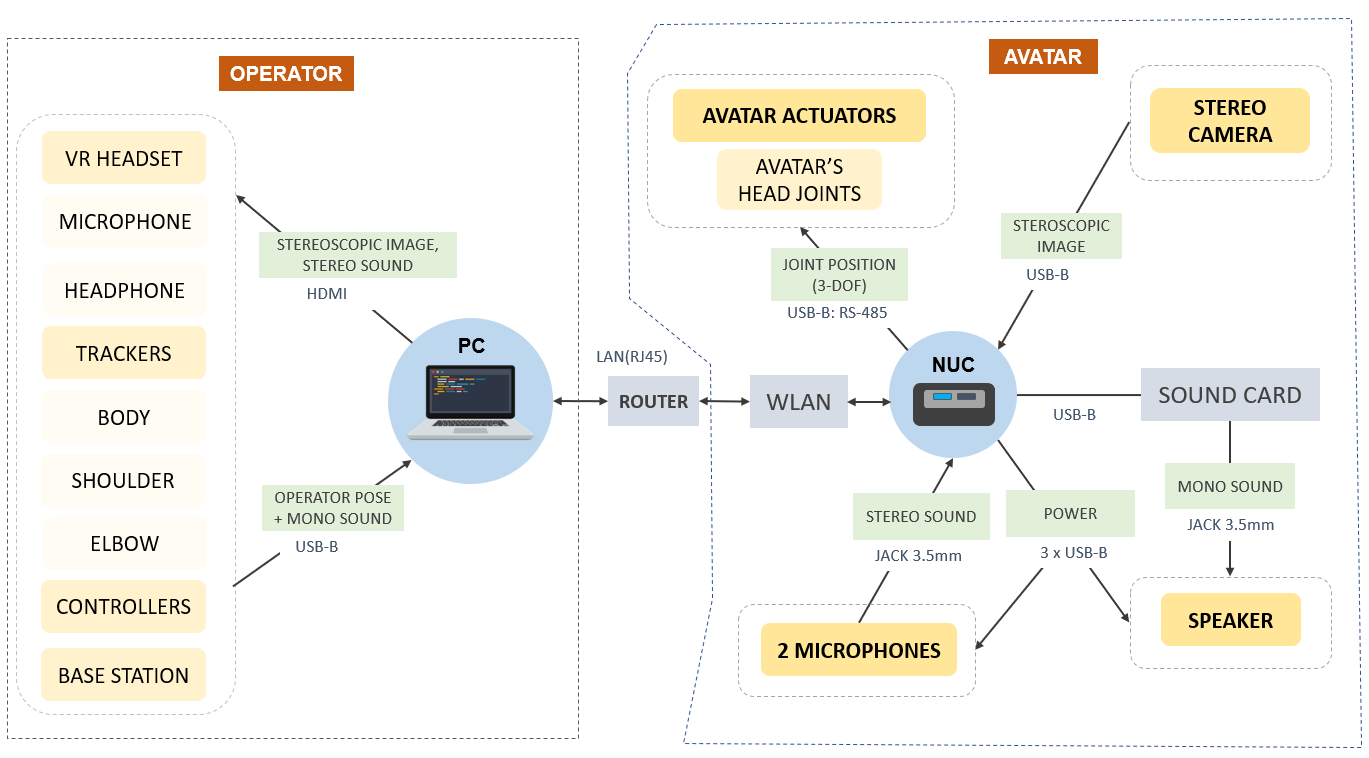 OPERATOR
VR HEADSET
MICROPHONE
HEADPHONE
TRACKERS
BODY
SHOULDER
ELBOW
CONTROLLERS
BASE STATION
STEREOSCOPIC IMAGE,
STEREO SOUND
HDMI
PC
OPERATOR POSE
+ MONO SOUND
USB-B
LAN(RJ45)
ROUTER
AVATAR
AVATAR ACTUATORS
AVATAR’S
HEAD JOINTS
STEREO
CAMERA
JOINT POSITION
(3-DOF)
USB-B: RS-485
STEROSCOPIC
IMAGE
USB-B
WLAN
NUC
USB-B
SOUND CARD
STEREO SOUND
JACK 3.5mm
POWER
3 x USB-B
MONO SOUND
JACK 3.5mm
2 MICROPHONES
SPEAKER